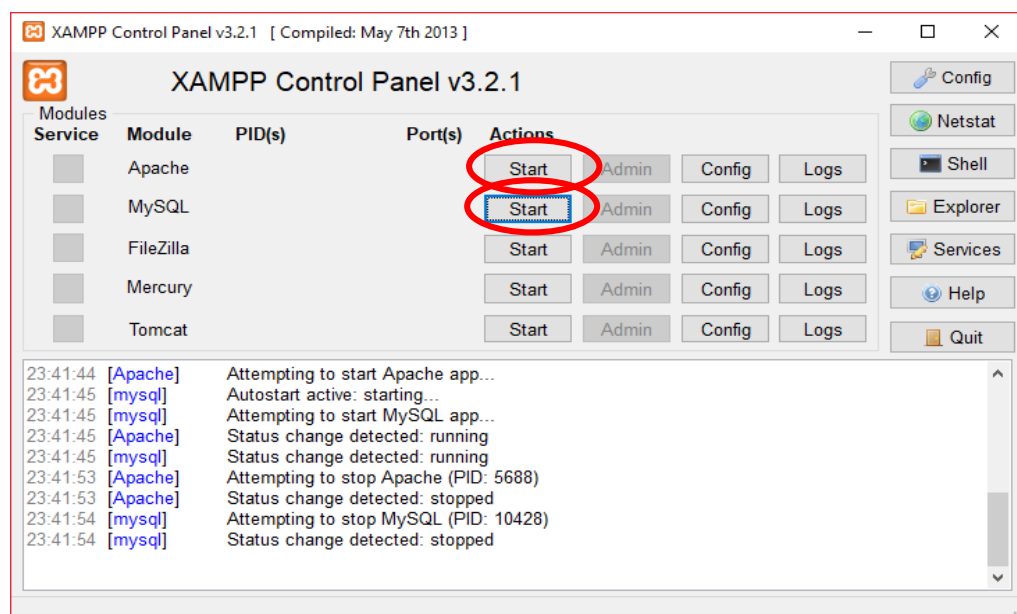 XAMPP Control Panel v3.2.1 [ Compiled: May 7th 2013 ]
XAMPP Control Panel v3.2.1
Config
Modules
Service Module PID(s) Port(s) Actions
Netstat
Apache Start Admin Config Logs
Shell
MySQL Start Admin Config Logs
Explorer
FileZilla Start Admin Config Logs
Services
Mercury Start Admin Config Logs
Help
Tomcat Start Admin Config Logs
Quit
23:41:44 [Apache] Attempting to start Apache app...
23:41:45 [mysql] Autostart active: starting...
23:41:45 [mysql] Attempting to start MySQL app...
23:41:45 [Apache] Status change detected: running
23:41:45 [mysql] Status change detected: running
23:41:53 [Apache] Attempting to stop Apache (PID: 5688)
23:41:53 [Apache] Status change detected: stopped
23:41:54 [mysql] Attempting to stop MySQL (PID: 10428)
23:41:54 [mysql] Status change detected: stopped